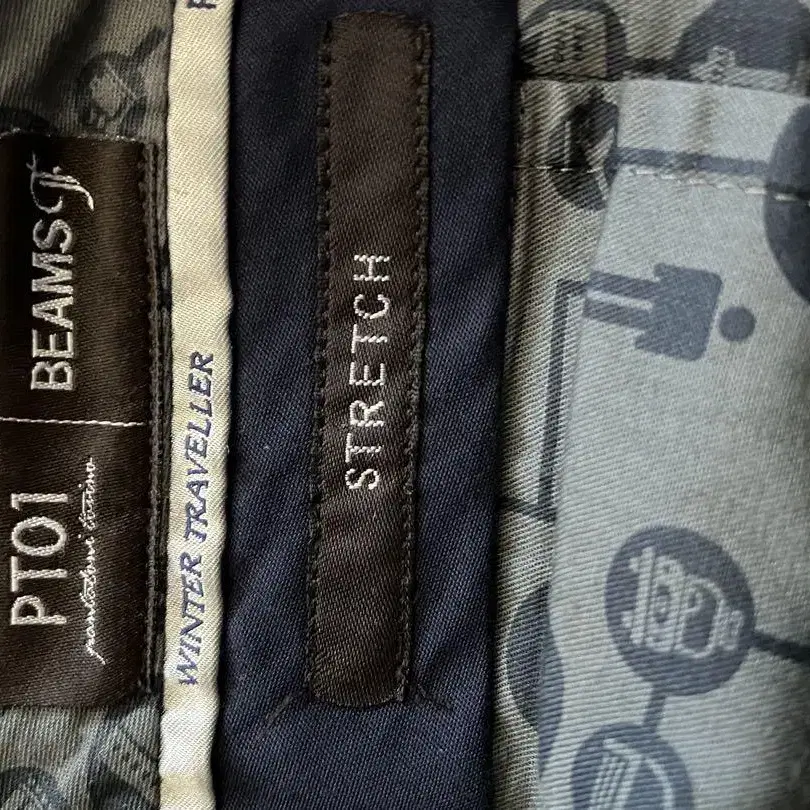 PT01
pantaloni torino
BEAMS F
WINTER TRAVELLER
STRETCH